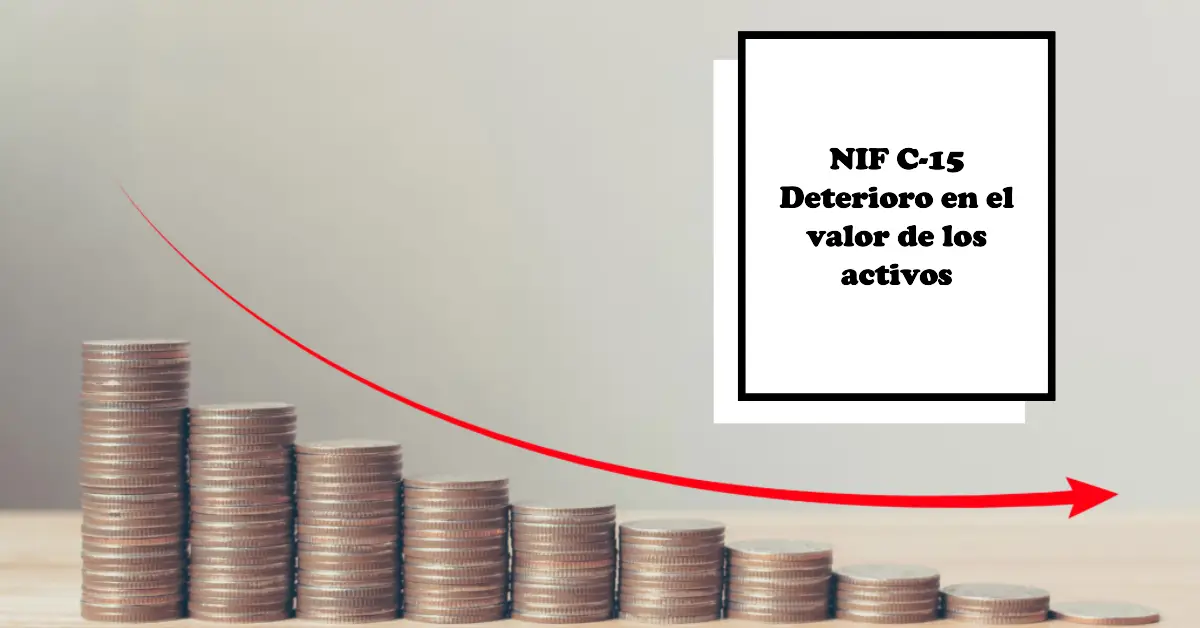 NIF C-15
Deterioro en el
valor de los
activos